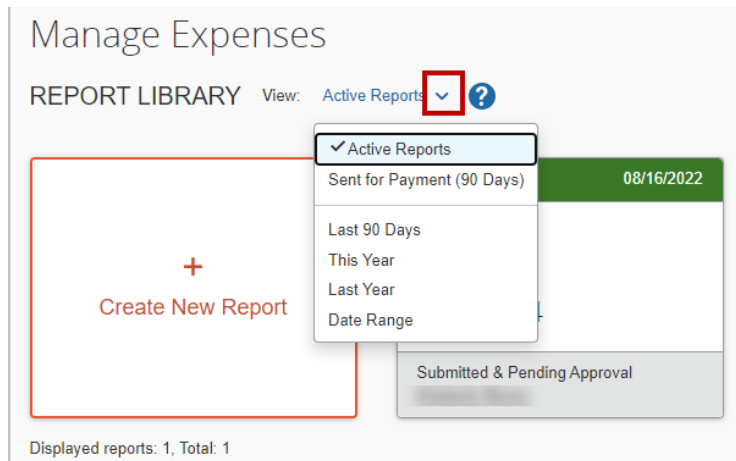 Manage Expenses
REPORT LIBRARY View: Active Reports ?
✓ Active Reports
Sent for Payment (90 Days)
08/16/2022
Last 90 Days
This Year
Last Year
Date Range
+
Create New Report
Submitted & Pending Approval
Displayed reports: 1, Total: 1